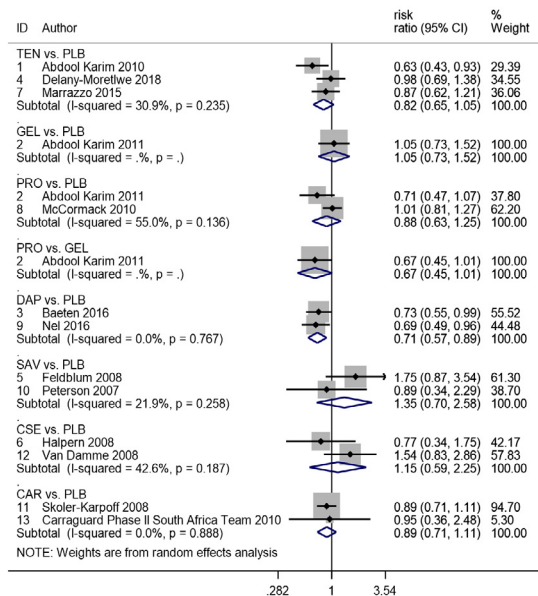 risk %
ID Author ratio (95% CI) Weight
TEN vs. PLB
1 Abdool Karim 2010 0.63 (0.43, 0.93) 29.39
4 Delany-Moretlwe 2018 0.98 (0.69, 1.38) 34.55
7 Marrazzo 2015 0.87 (0.62, 1.21) 36.06
Subtotal (I-squared = 30.9%, p = 0.235) 0.82 (0.65, 1.05) 100.00
.
GEL vs. PLB
2 Abdool Karim 2011 1.05 (0.73, 1.52) 100.00
Subtotal (I-squared = .%, p = .) 1.05 (0.73, 1.52) 100.00
.
PRO vs. PLB
2 Abdool Karim 2011 0.71 (0.47, 1.07) 37.80
8 McCormack 2010 1.01 (0.81, 1.27) 62.20
Subtotal (I-squared = 55.0%, p = 0.136) 0.88 (0.63, 1.25) 100.00
.
PRO vs. GEL
2 Abdool Karim 2011 0.67 (0.45, 1.01) 100.00
Subtotal (I-squared = .%, p = .) 0.67 (0.45, 1.01) 100.00
.
DAP vs. PLB
3 Baeten 2016 0.73 (0.55, 0.99) 55.52
9 Nel 2016 0.69 (0.49, 0.96) 44.48
Subtotal (I-squared = 0.0%, p = 0.767) 0.71 (0.57, 0.89) 100.00
.
SAV vs. PLB
5 Feldblum 2008 1.75 (0.87, 3.54) 61.30
10 Peterson 2007 0.89 (0.34, 2.29) 38.70
Subtotal (I-squared = 21.9%, p = 0.258) 1.35 (0.70, 2.58) 100.00
.
CSE vs. PLB
6 Halpern 2008 0.77 (0.34, 1.75) 42.17
12 Van Damme 2008 1.54 (0.83, 2.86) 57.83
Subtotal (I-squared = 42.6%, p = 0.187) 1.15 (0.59, 2.25) 100.00
.
CAR vs. PLB
11 Skoler-Karpoff 2008 0.89 (0.71, 1.11) 94.70
13 Carraguard Phase II South Africa Team 2010 0.95 (0.36, 2.48) 5.30
Subtotal (I-squared = 0.0%, p = 0.888) 0.89 (0.71, 1.11) 100.00
NOTE: Weights are from random effects analysis
.282 1 3.54